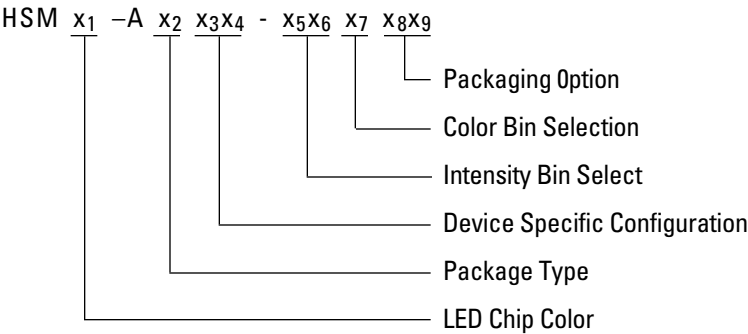 HSM x₁ –A x₂ x₃x₄ - x₅x₆ x₇ x₈x₉
Packaging Option
Color Bin Selection
Intensity Bin Select
Device Specific Configuration
Package Type
LED Chip Color